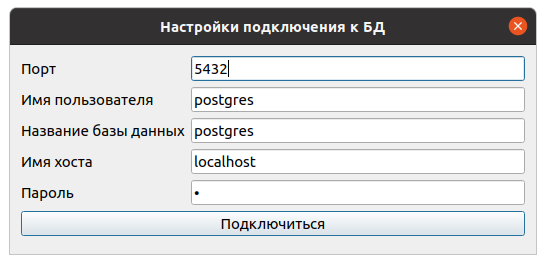 Настройки подключения к БД
Порт 5432
Имя пользователя postgres
Название базы данных postgres
Имя хоста localhost
Пароль •
Подключиться